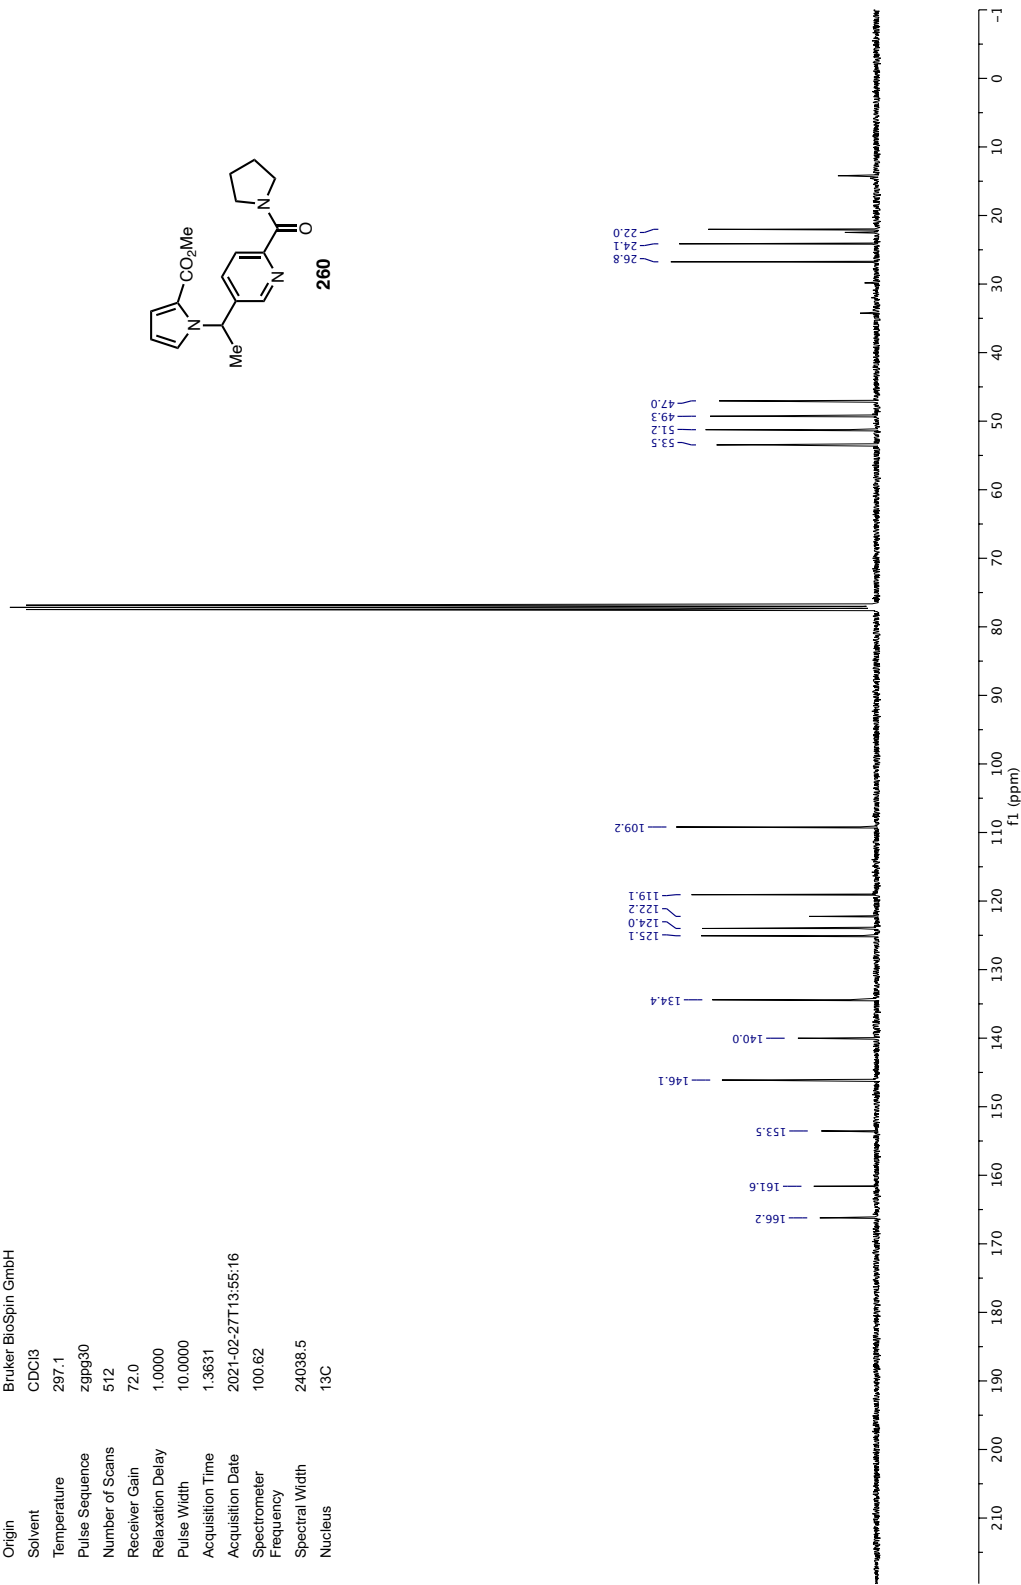 Origin Bruker BioSpin GmbH
Solvent CDCl3
Temperature 297.1
Pulse Sequence zgpg30
Number of Scans 512
Receiver Gain 72.0
Relaxation Delay 1.0000
Pulse Width 10.0000
Acquisition Time 1.3631
Acquisition Date 2021-02-27T13:55:16
Spectrometer 100.62
Frequency
Spectral Width 24038.5
Nucleus 13C
CO2Me
N
Me
N
N
O
260
166.2
161.6
153.5
146.1
140.0
134.4
125.1
124.0
122.2
119.1
109.2
53.5
51.2
49.3
47.0
26.8
24.1
22.0
210 200 190 180 170 160 150 140 130 120 110 100 90 80 70 60 50 40 30 20 10 0 -1
f1 (ppm)